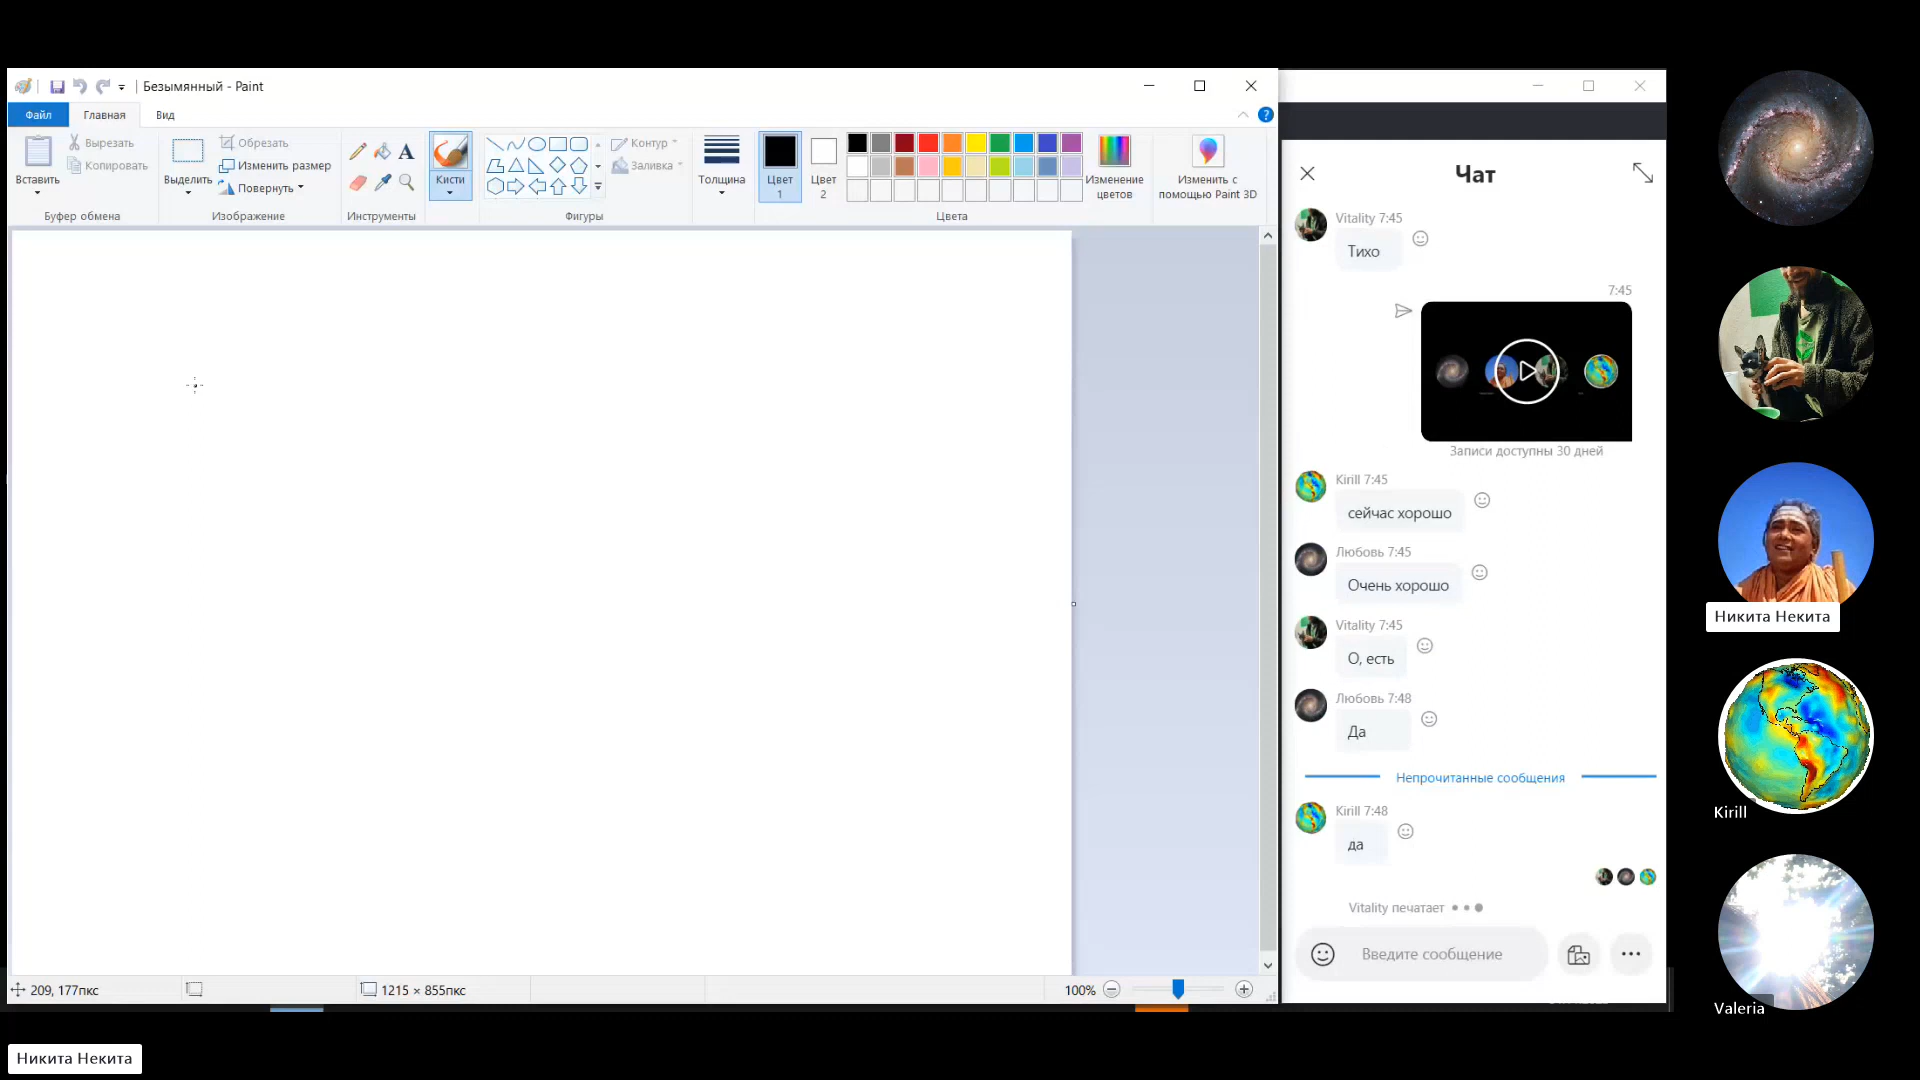 Безымянный - Paint
Файл
Главная
Вид
Вставить
Вырезать
Копировать
Буфер обмена
Выделить
Обрезать
Изменить размер
Повернуть
Изображение
A
Инструменты
Кисти
Контур
Заливка
Фигуры
Толщина
Цвет
1
Цвет
2
Изменение
цветов
Цвета
Изменить с
помощью Paint 3D
209, 177пкс
1215 × 855пкс
100%
Чат
Vitality 7:45
Тихо
7:45
Записи доступны 30 дней
Kirill 7:45
сейчас хорошо
Любовь 7:45
Очень хорошо
Vitality 7:45
О, есть
Любовь 7:48
Да
Непрочитанные сообщения
Kirill 7:48
да
Vitality печатает
Введите сообщение
Никита Некита
Kirill
Valeria
Никита Некита